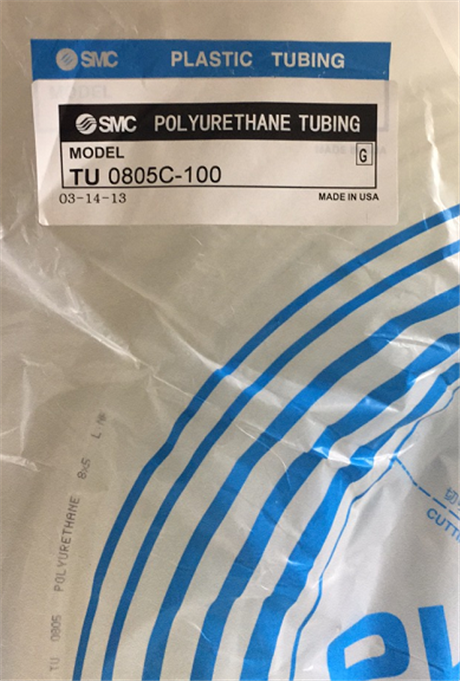 SMC PLASTIC TUBING
SMC POLYURETHANE TUBING
MODEL
G
TU 0805C-100
03-14-13
MADE IN USA
TU 0805 POLYURETHANE 8x5
切